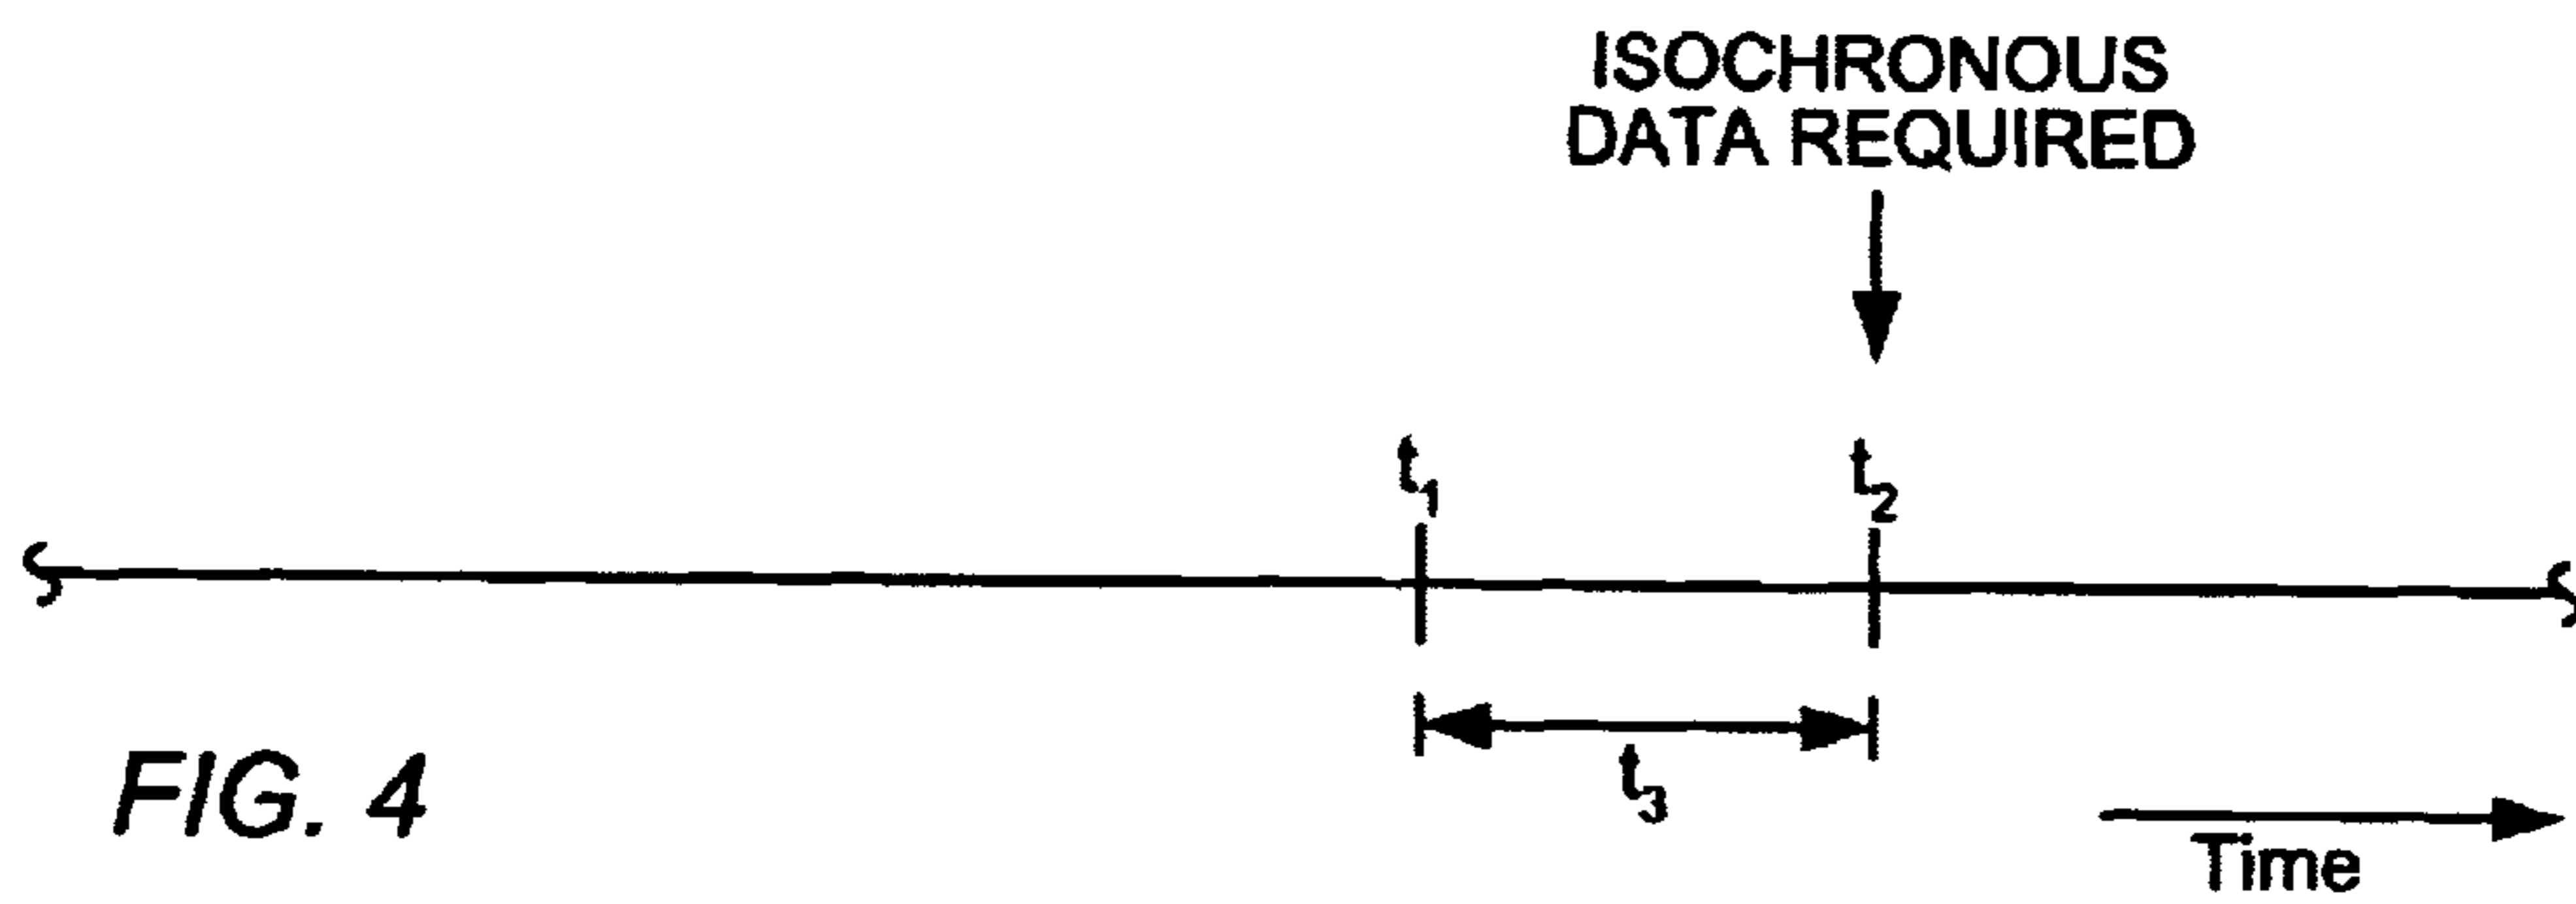 ISOCHRONOUS
DATA REQUIRED
t₁
t₂
t₃
FIG. 4
Time